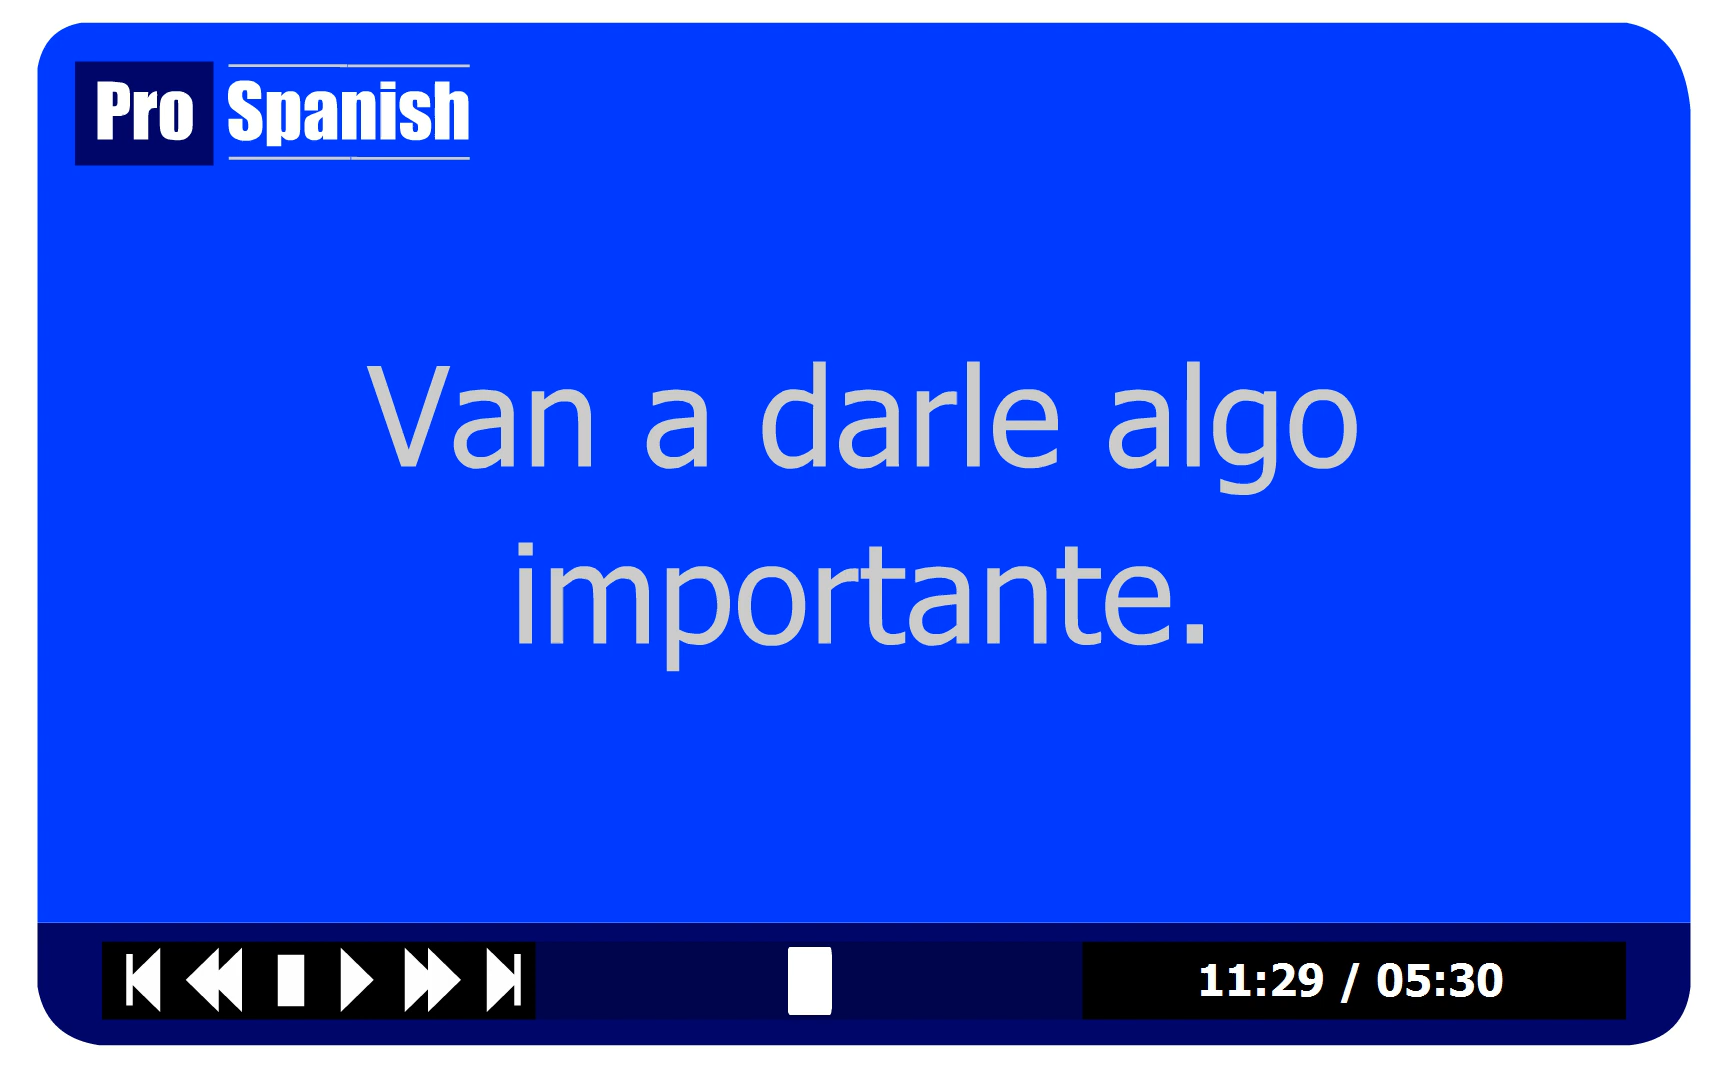 Pro Spanish
Van a darle algo
importante.
11:29 / 05:30